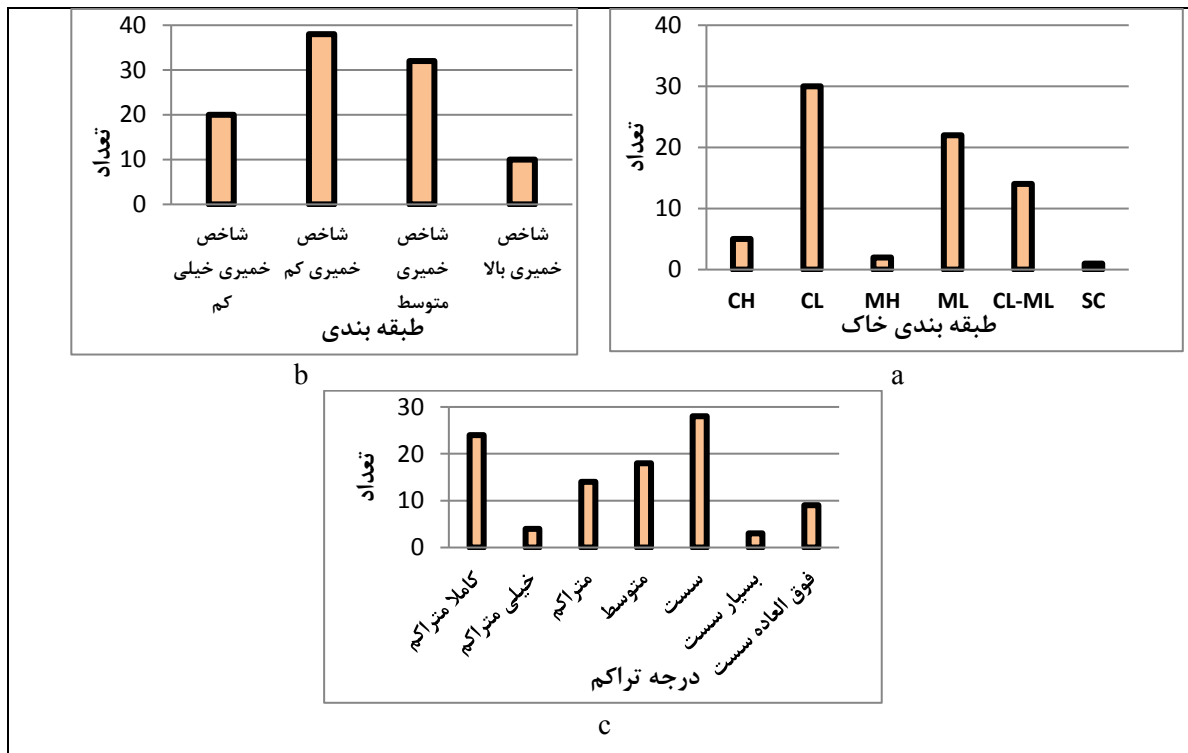 40
30
20
10
0
تعداد
شاخص
خمیری خیلی
کم
شاخص
خمیری کم
شاخص
خمیری
متوسط
شاخص
خمیری بالا
طبقه بندی
b
40
30
20
10
0
تعداد
CH CL MH ML CL-ML SC
طبقه بندی خاک
a
30
20
10
0
تعداد
کاملا متراکم
خیلی متراکم
متراکم
متوسط
سست
بسیار سست
فوق العاده سست
درجه تراکم
c